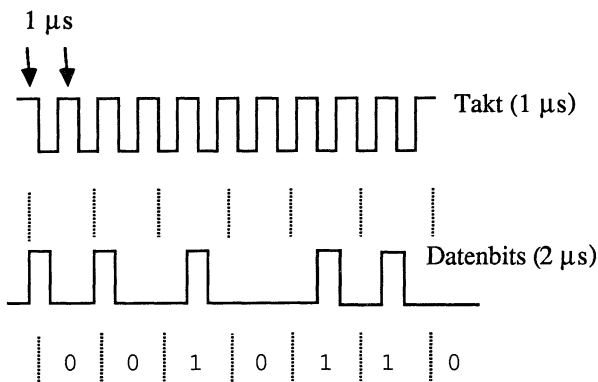 1 μs
Takt (1 μs)
Datenbits (2 μs)
0 0 1 0 1 1 0